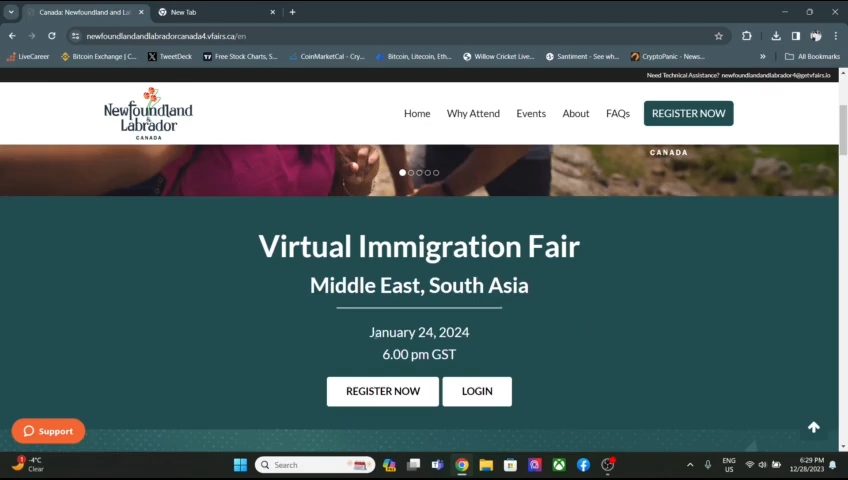 Canada: Newfoundland and Lab
New Tab
newfoundlandandlabradorcanada4.vfairs.ca/en
LiveCareer
Bitcoin Exchange | C...
TweetDeck
Free Stock Charts, S...
CoinMarketCal - Cry...
Bitcoin, Litecoin, Eth...
Willow Cricket Live...
Santiment - See wh...
CryptoPanic - News...
»
All Bookmarks
Need Technical Assistance? newfoundlandandlabrador4@getvfairs.io
Newfoundland
Labrador
CANADA
Home
Why Attend
Events
About
FAQs
REGISTER NOW
CANADA
Virtual Immigration Fair
Middle East, South Asia
January 24, 2024
6.00 pm GST
REGISTER NOW
LOGIN
Support
-4°C
Clear
Search
ENG
US
6:29 PM
12/28/2023